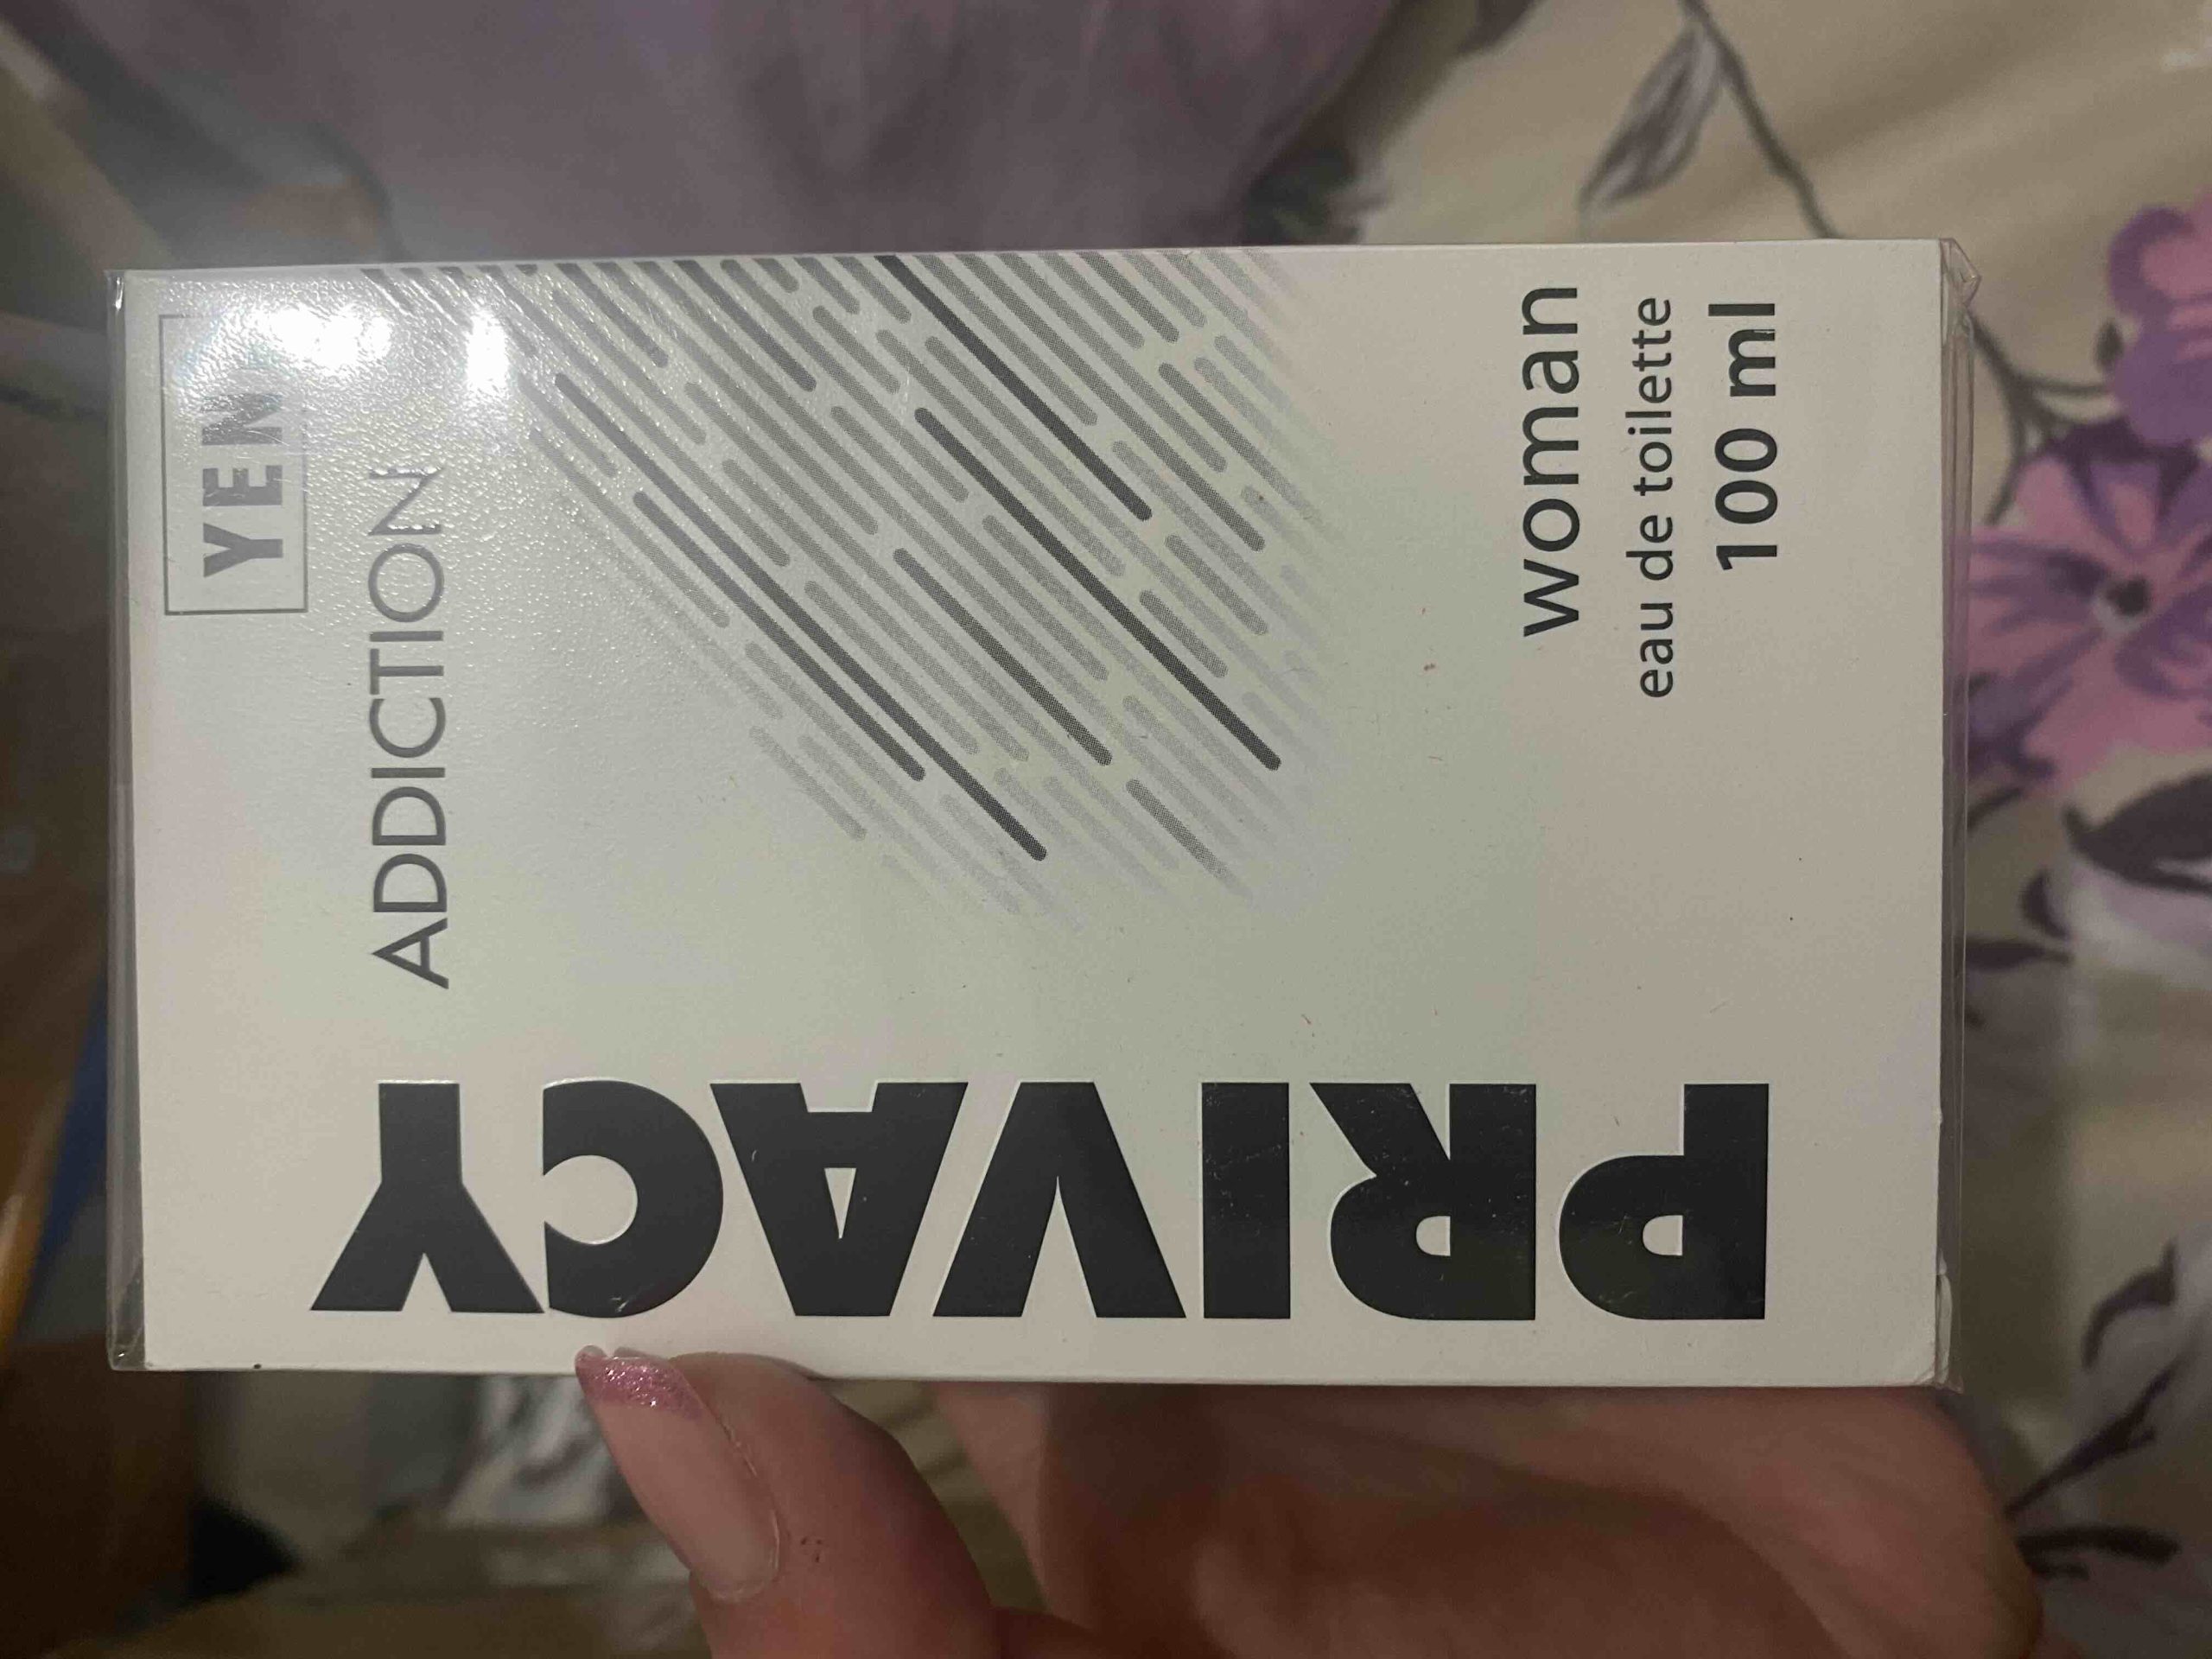 YENİ
ADDICTION
PRIVACY
woman
eau de toilette
100 ml